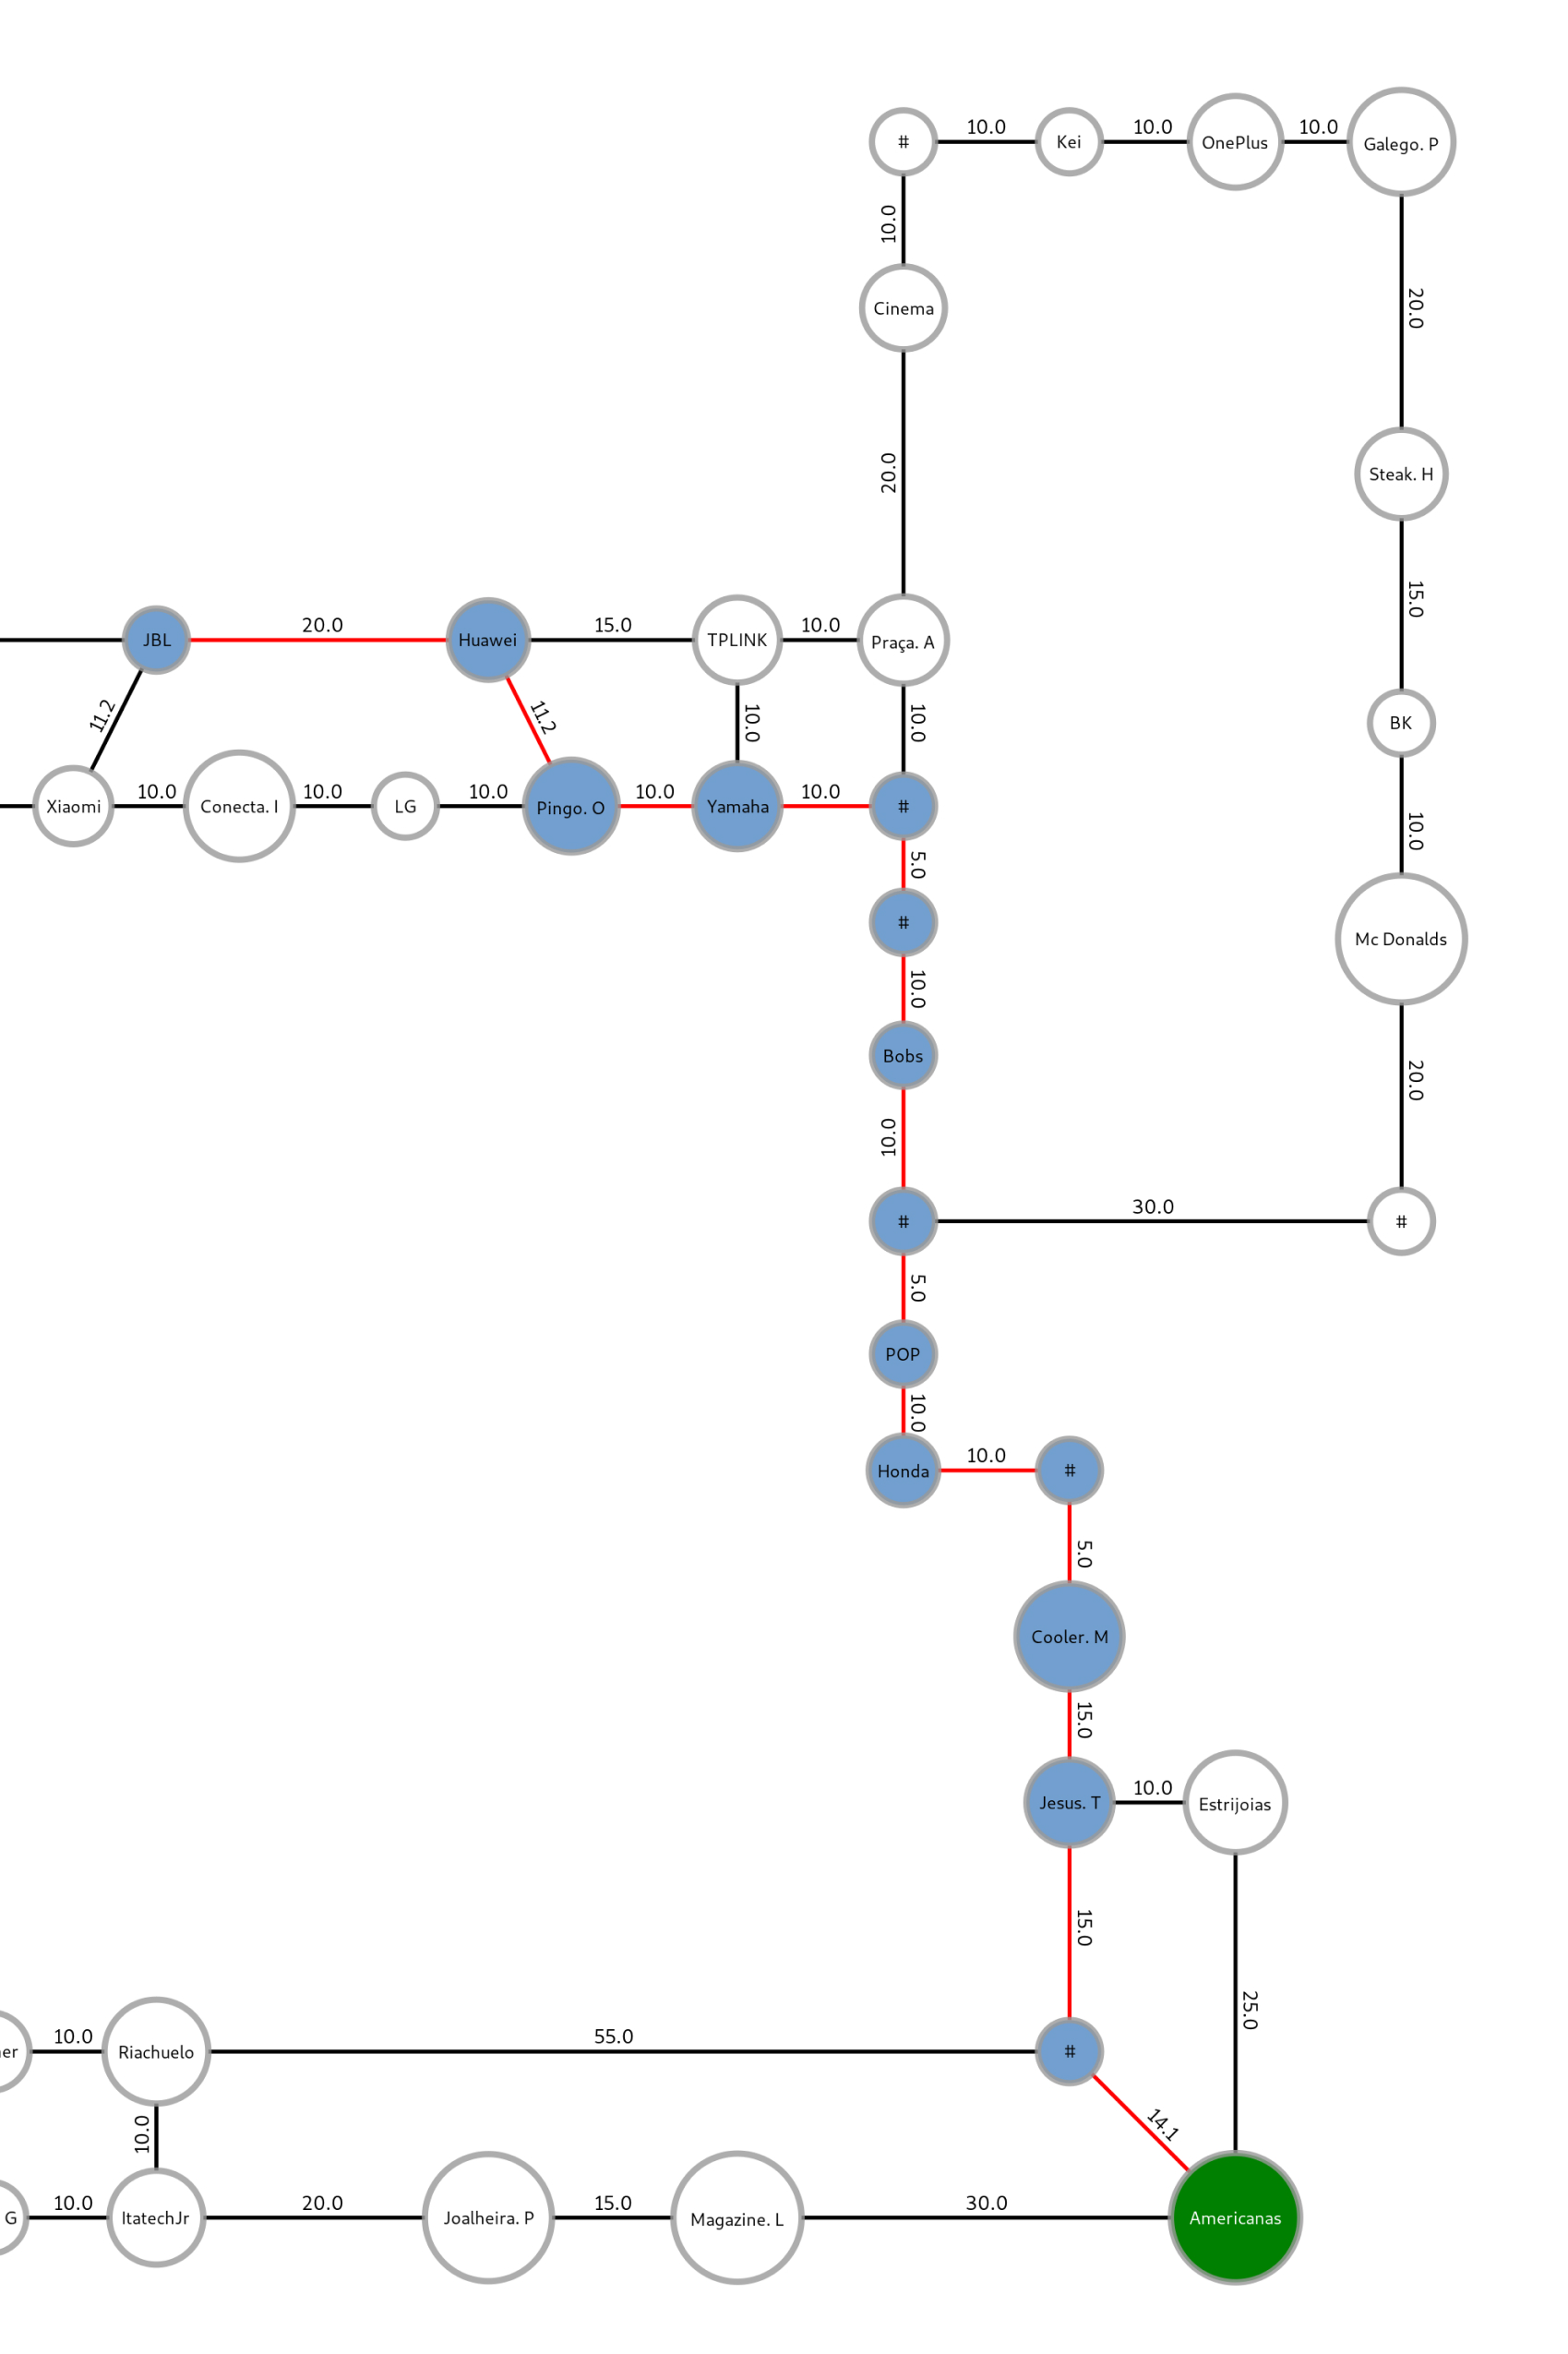 10.0 10.0 10.0
# Kei OnePlus Galego. P
10.0
Cinema
20.0
20.0
Steak. H
15.0
20.0 15.0 10.0
JBL Huawei TPLINK Praça. A
11.2 11.2 10.0 10.0
BK
10.0 10.0 10.0 10.0 10.0
Xiaomi Conecta. I LG Pingo. O Yamaha #
10.0
5.0
#
Mc Donalds
10.0
Bobs
20.0
10.0
30.0
# #
5.0
POP
10.0
10.0
Honda #
5.0
Cooler. M
15.0
10.0
Jesus. T Estrijoias
15.0
25.0
10.0 55.0
er Riachuelo #
10.0 14.1
10.0 20.0 15.0 30.0
G ItatechJr Joalheira. P Magazine. L Americanas